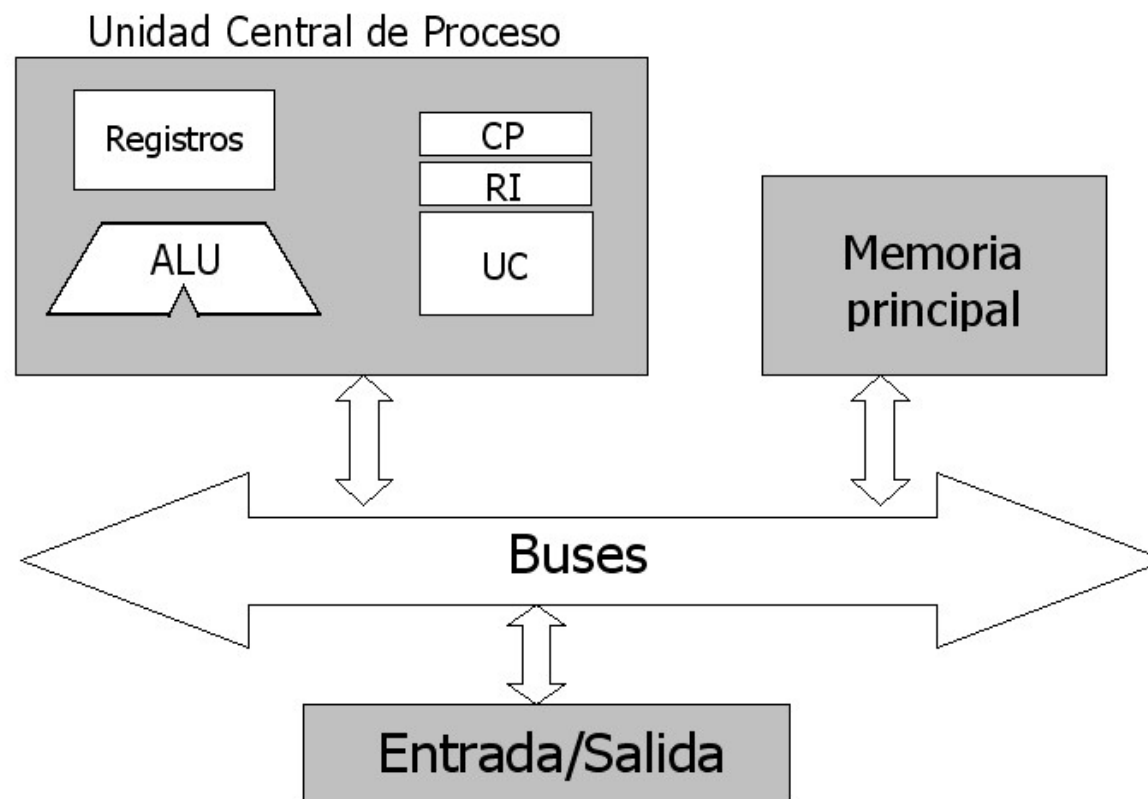 Unidad Central de Proceso
Registros
ALU
CP
RI
UC
Memoria
principal
Buses
Entrada/Salida